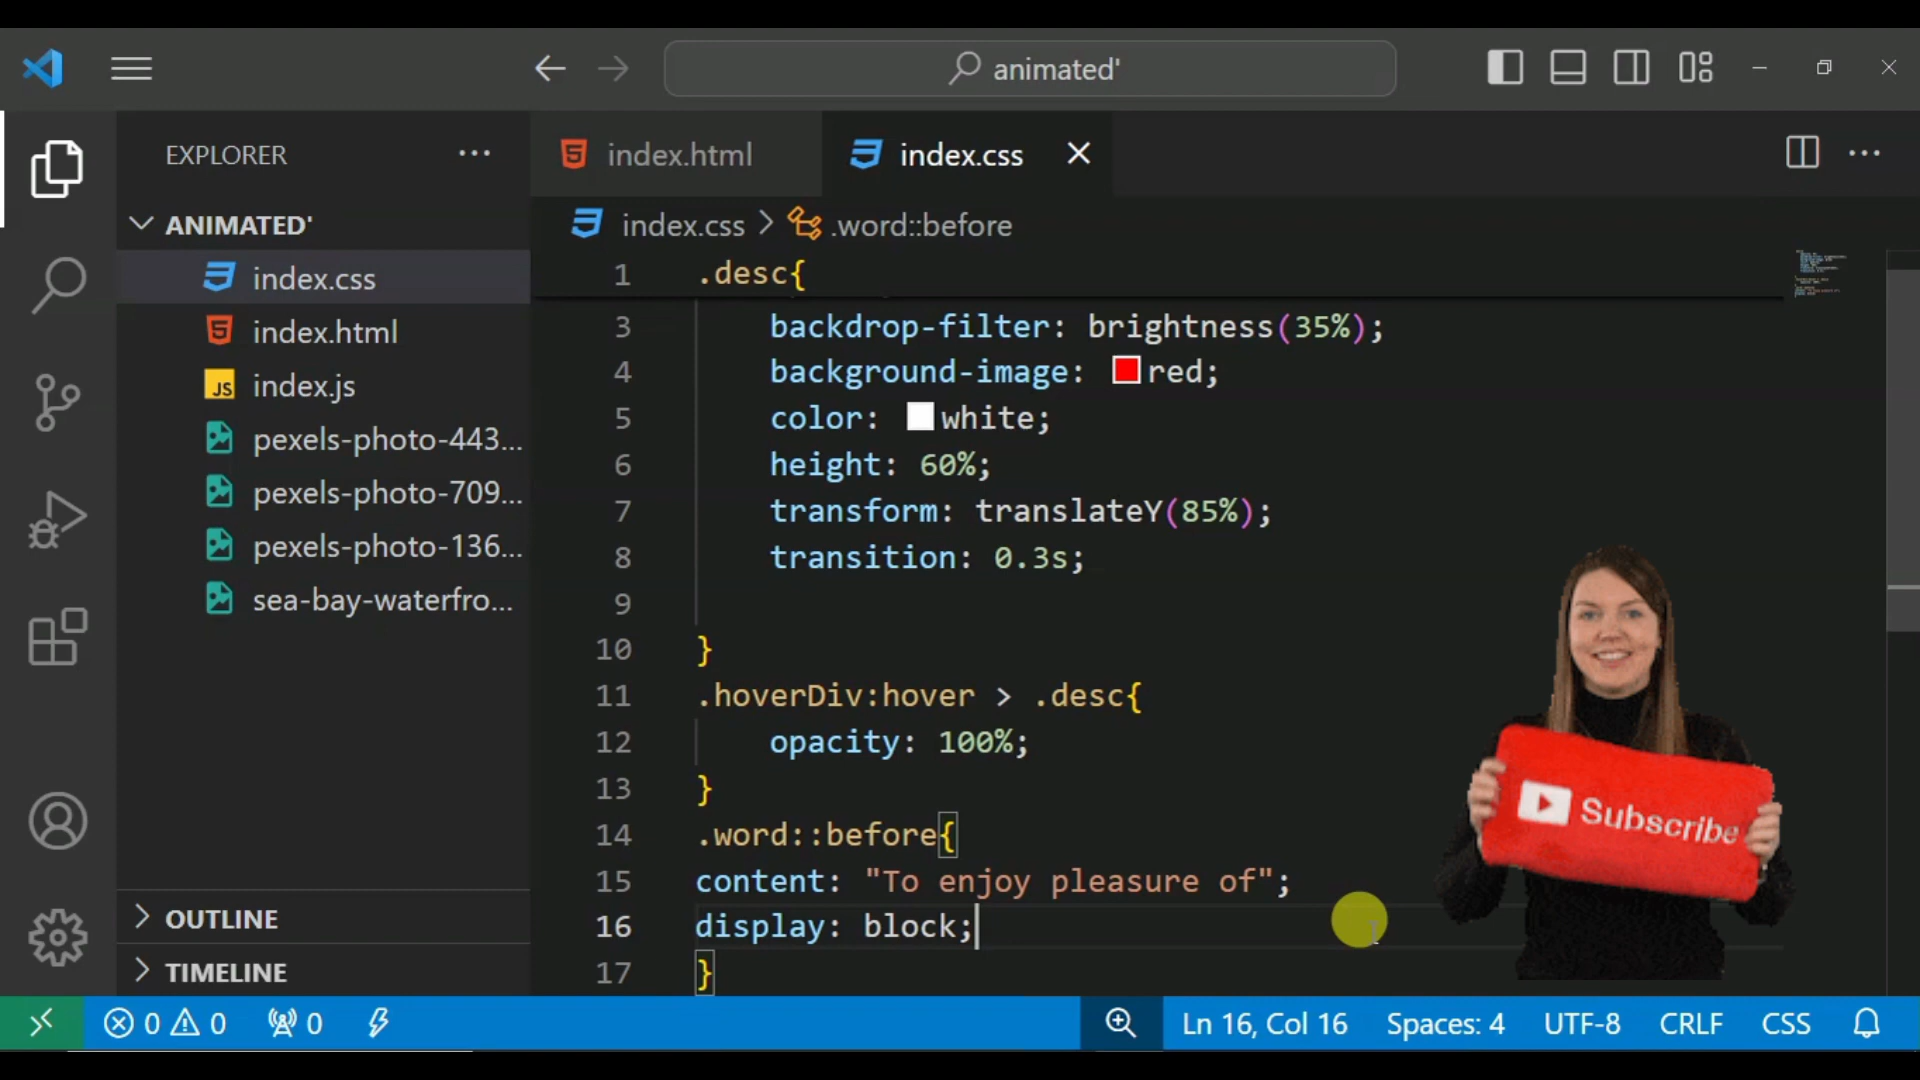 animated'
EXPLORER
index.html
index.css
ANIMATED'
index.css > .word::before
index.css
index.html
JS index.js
pexels-photo-443...
pexels-photo-709...
pexels-photo-136...
sea-bay-waterfro...
OUTLINE
TIMELINE
1 .desc{
3 backdrop-filter: brightness(35%);
4 background-image: red;
5 color: white;
6 height: 60%;
7 transform: translateY(85%);
8 transition: 0.3s;
9
10 }
11 .hoverDiv:hover > .desc{
12 opacity: 100%;
13 }
14 .word::before{
15 content: "To enjoy pleasure of";
16 display: block;
17 }
Subscribe
0 0 0
Ln 16, Col 16 Spaces: 4 UTF-8 CRLF CSS